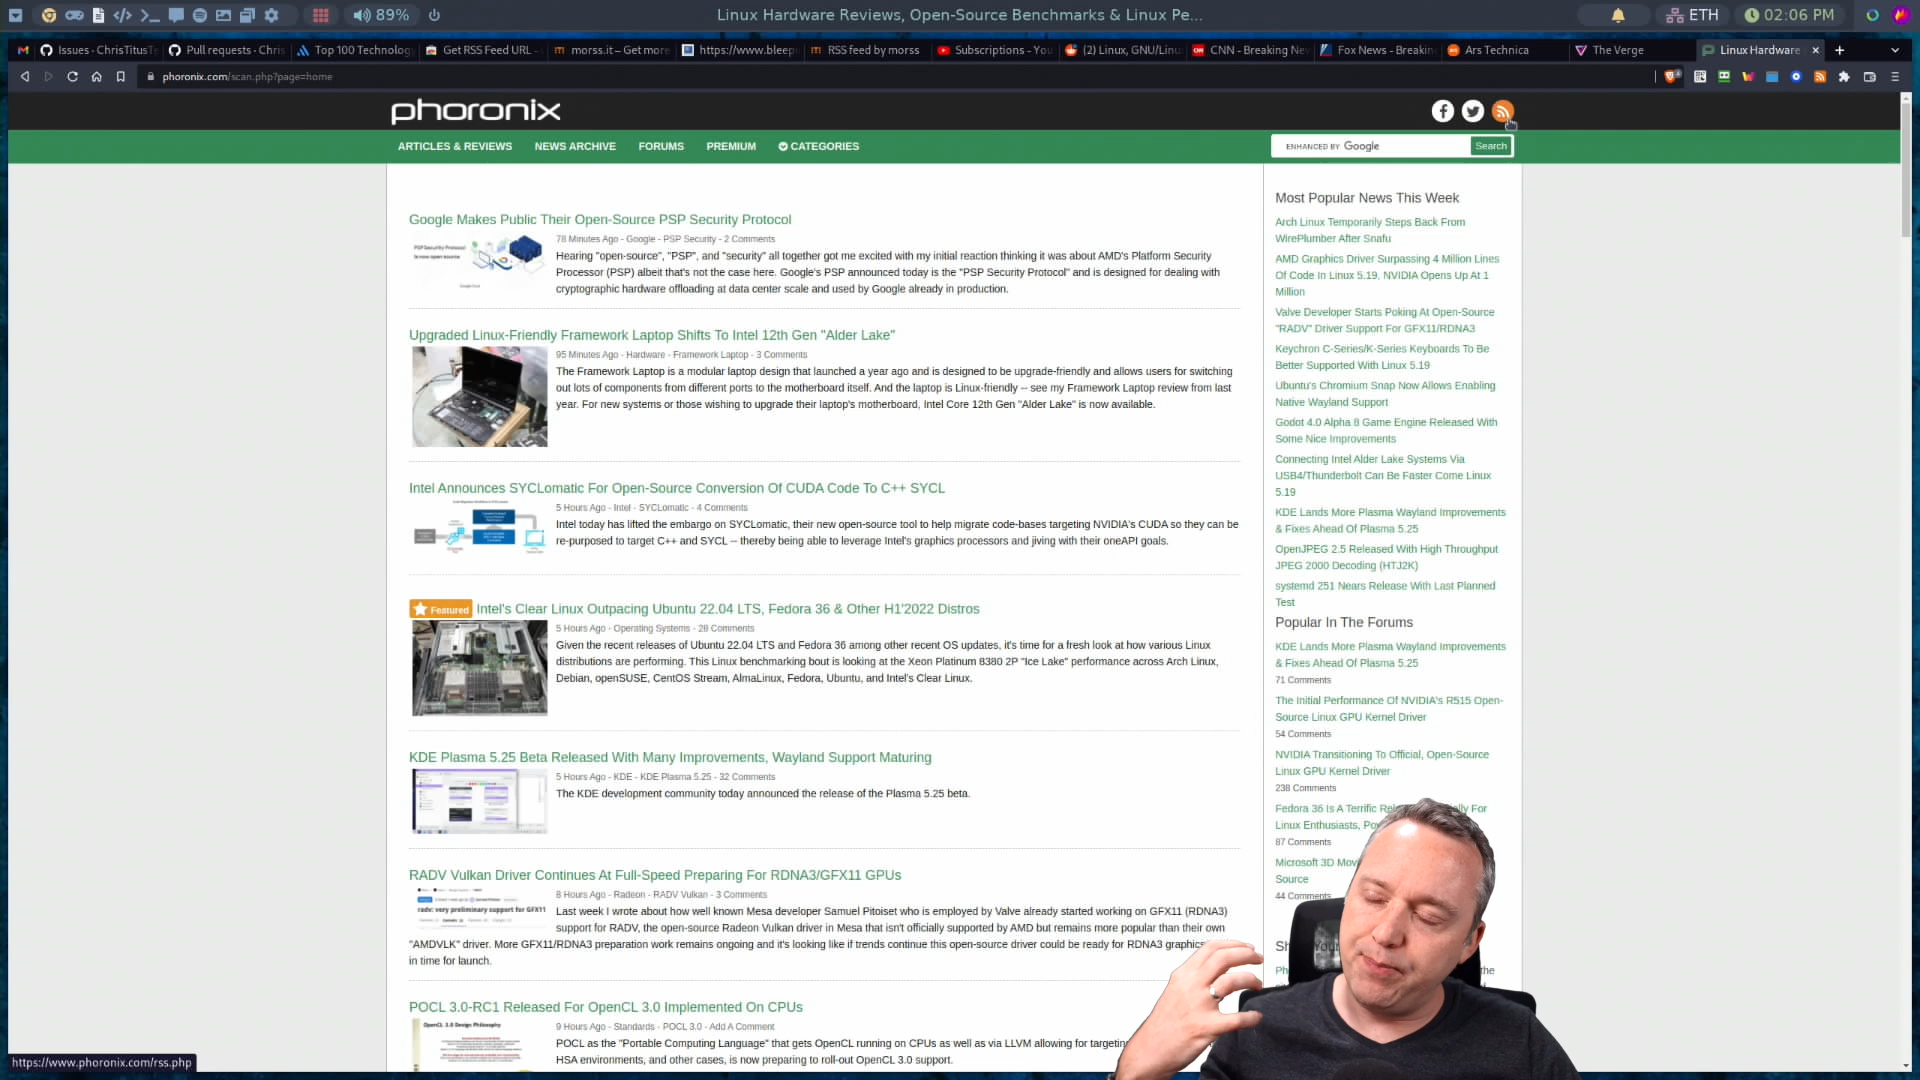 89%
Linux Hardware Reviews, Open-Source Benchmarks & Linux Pe...
ETH
02:06 PM
Issues · ChrisTitusT
Pull requests · Chris
Top 100 Technolog
Get RSS Feed URL -
morss.it – Get more
https://www.bleep
RSS feed by morss
Subscriptions - You
(2) Linux, GNU/Linu
CNN - Breaking Ne
Fox News - Breakin
Ars Technica
The Verge
Linux Hardware
phoronix.com/scan.php?page=home
phoronix
ARTICLES & REVIEWS
NEWS ARCHIVE
FORUMS
PREMIUM
CATEGORIES
ENHANCED BY Google
Search
Google Makes Public Their Open-Source PSP Security Protocol
78 Minutes Ago - Google - PSP Security - 2 Comments
Hearing "open-source", "PSP", and "security" all together got me excited with my initial reaction thinking it was about AMD's Platform Security
Processor (PSP) albeit that's not the case here. Google's PSP announced today is the "PSP Security Protocol" and is designed for dealing with
cryptographic hardware offloading at data center scale and used by Google already in production.
Upgraded Linux-Friendly Framework Laptop Shifts To Intel 12th Gen "Alder Lake"
95 Minutes Ago - Hardware - Framework Laptop - 3 Comments
The Framework Laptop is a modular laptop design that launched a year ago and is designed to be upgrade-friendly and allows users for switching
out lots of components from different ports to the motherboard itself. And the laptop is Linux-friendly -- see my Framework Laptop review from last
year. For new systems or those wishing to upgrade their laptop's motherboard, Intel Core 12th Gen "Alder Lake" is now available.
Intel Announces SYCLomatic For Open-Source Conversion Of CUDA Code To C++ SYCL
5 Hours Ago - Intel - SYCLomatic - 4 Comments
Intel today has lifted the embargo on SYCLomatic, their new open-source tool to help migrate code-bases targeting NVIDIA's CUDA so they can be
re-purposed to target C++ and SYCL -- thereby being able to leverage Intel's graphics processors and jiving with their oneAPI goals.
Featured
Intel's Clear Linux Outpacing Ubuntu 22.04 LTS, Fedora 36 & Other H1'2022 Distros
5 Hours Ago - Operating Systems - 28 Comments
Given the recent releases of Ubuntu 22.04 LTS and Fedora 36 among other recent OS updates, it's time for a fresh look at how various Linux
distributions are performing. This Linux benchmarking bout is looking at the Xeon Platinum 8380 2P "Ice Lake" performance across Arch Linux,
Debian, openSUSE, CentOS Stream, AlmaLinux, Fedora, Ubuntu, and Intel's Clear Linux.
KDE Plasma 5.25 Beta Released With Many Improvements, Wayland Support Maturing
5 Hours Ago - KDE - KDE Plasma 5.25 - 32 Comments
The KDE development community today announced the release of the Plasma 5.25 beta.
RADV Vulkan Driver Continues At Full-Speed Preparing For RDNA3/GFX11 GPUs
radv: very preliminary support for GFX11
8 Hours Ago - Radeon - RADV Vulkan - 3 Comments
Last week I wrote about how well known Mesa developer Samuel Pitoiset who is employed by Valve already started working on GFX11 (RDNA3)
support for RADV, the open-source Radeon Vulkan driver in Mesa that isn't officially supported by AMD but remains more popular than their own
"AMDVLK" driver. More GFX11/RDNA3 preparation work remains ongoing and it's looking like if trends continue this open-source driver could be ready for RDNA3 graphics
in time for launch.
POCL 3.0-RC1 Released For OpenCL 3.0 Implemented On CPUs
OpenCL 3.0 Design Philosophy
9 Hours Ago - Standards - POCL 3.0 - Add A Comment
POCL as the "Portable Computing Language" that gets OpenCL running on CPUs as well as via LLVM allowing for targeting
HSA environments, and other cases, is now preparing to roll-out OpenCL 3.0 support.
Most Popular News This Week
Arch Linux Temporarily Steps Back From
WirePlumber After Snafu
AMD Graphics Driver Surpassing 4 Million Lines
Of Code In Linux 5.19, NVIDIA Opens Up At 1
Million
Valve Developer Starts Poking At Open-Source
"RADV" Driver Support For GFX11/RDNA3
Keychron C-Series/K-Series Keyboards To Be
Better Supported With Linux 5.19
Ubuntu's Chromium Snap Now Allows Enabling
Native Wayland Support
Godot 4.0 Alpha 8 Game Engine Released With
Some Nice Improvements
Connecting Intel Alder Lake Systems Via
USB4/Thunderbolt Can Be Faster Come Linux
5.19
KDE Lands More Plasma Wayland Improvements
& Fixes Ahead Of Plasma 5.25
OpenJPEG 2.5 Released With High Throughput
JPEG 2000 Decoding (HTJ2K)
systemd 251 Nears Release With Last Planned
Test
Popular In The Forums
KDE Lands More Plasma Wayland Improvements
& Fixes Ahead Of Plasma 5.25
71 Comments
The Initial Performance Of NVIDIA's R515 Open-
Source Linux GPU Kernel Driver
54 Comments
NVIDIA Transitioning To Official, Open-Source
Linux GPU Kernel Driver
238 Comments
Fedora 36 Is A Terrific Rel ally For
Linux Enthusiasts, Po
87 Comments
Microsoft 3D Mov
Source
44 Comments
Sh You
Ph the
https://www.phoronix.com/rss.php